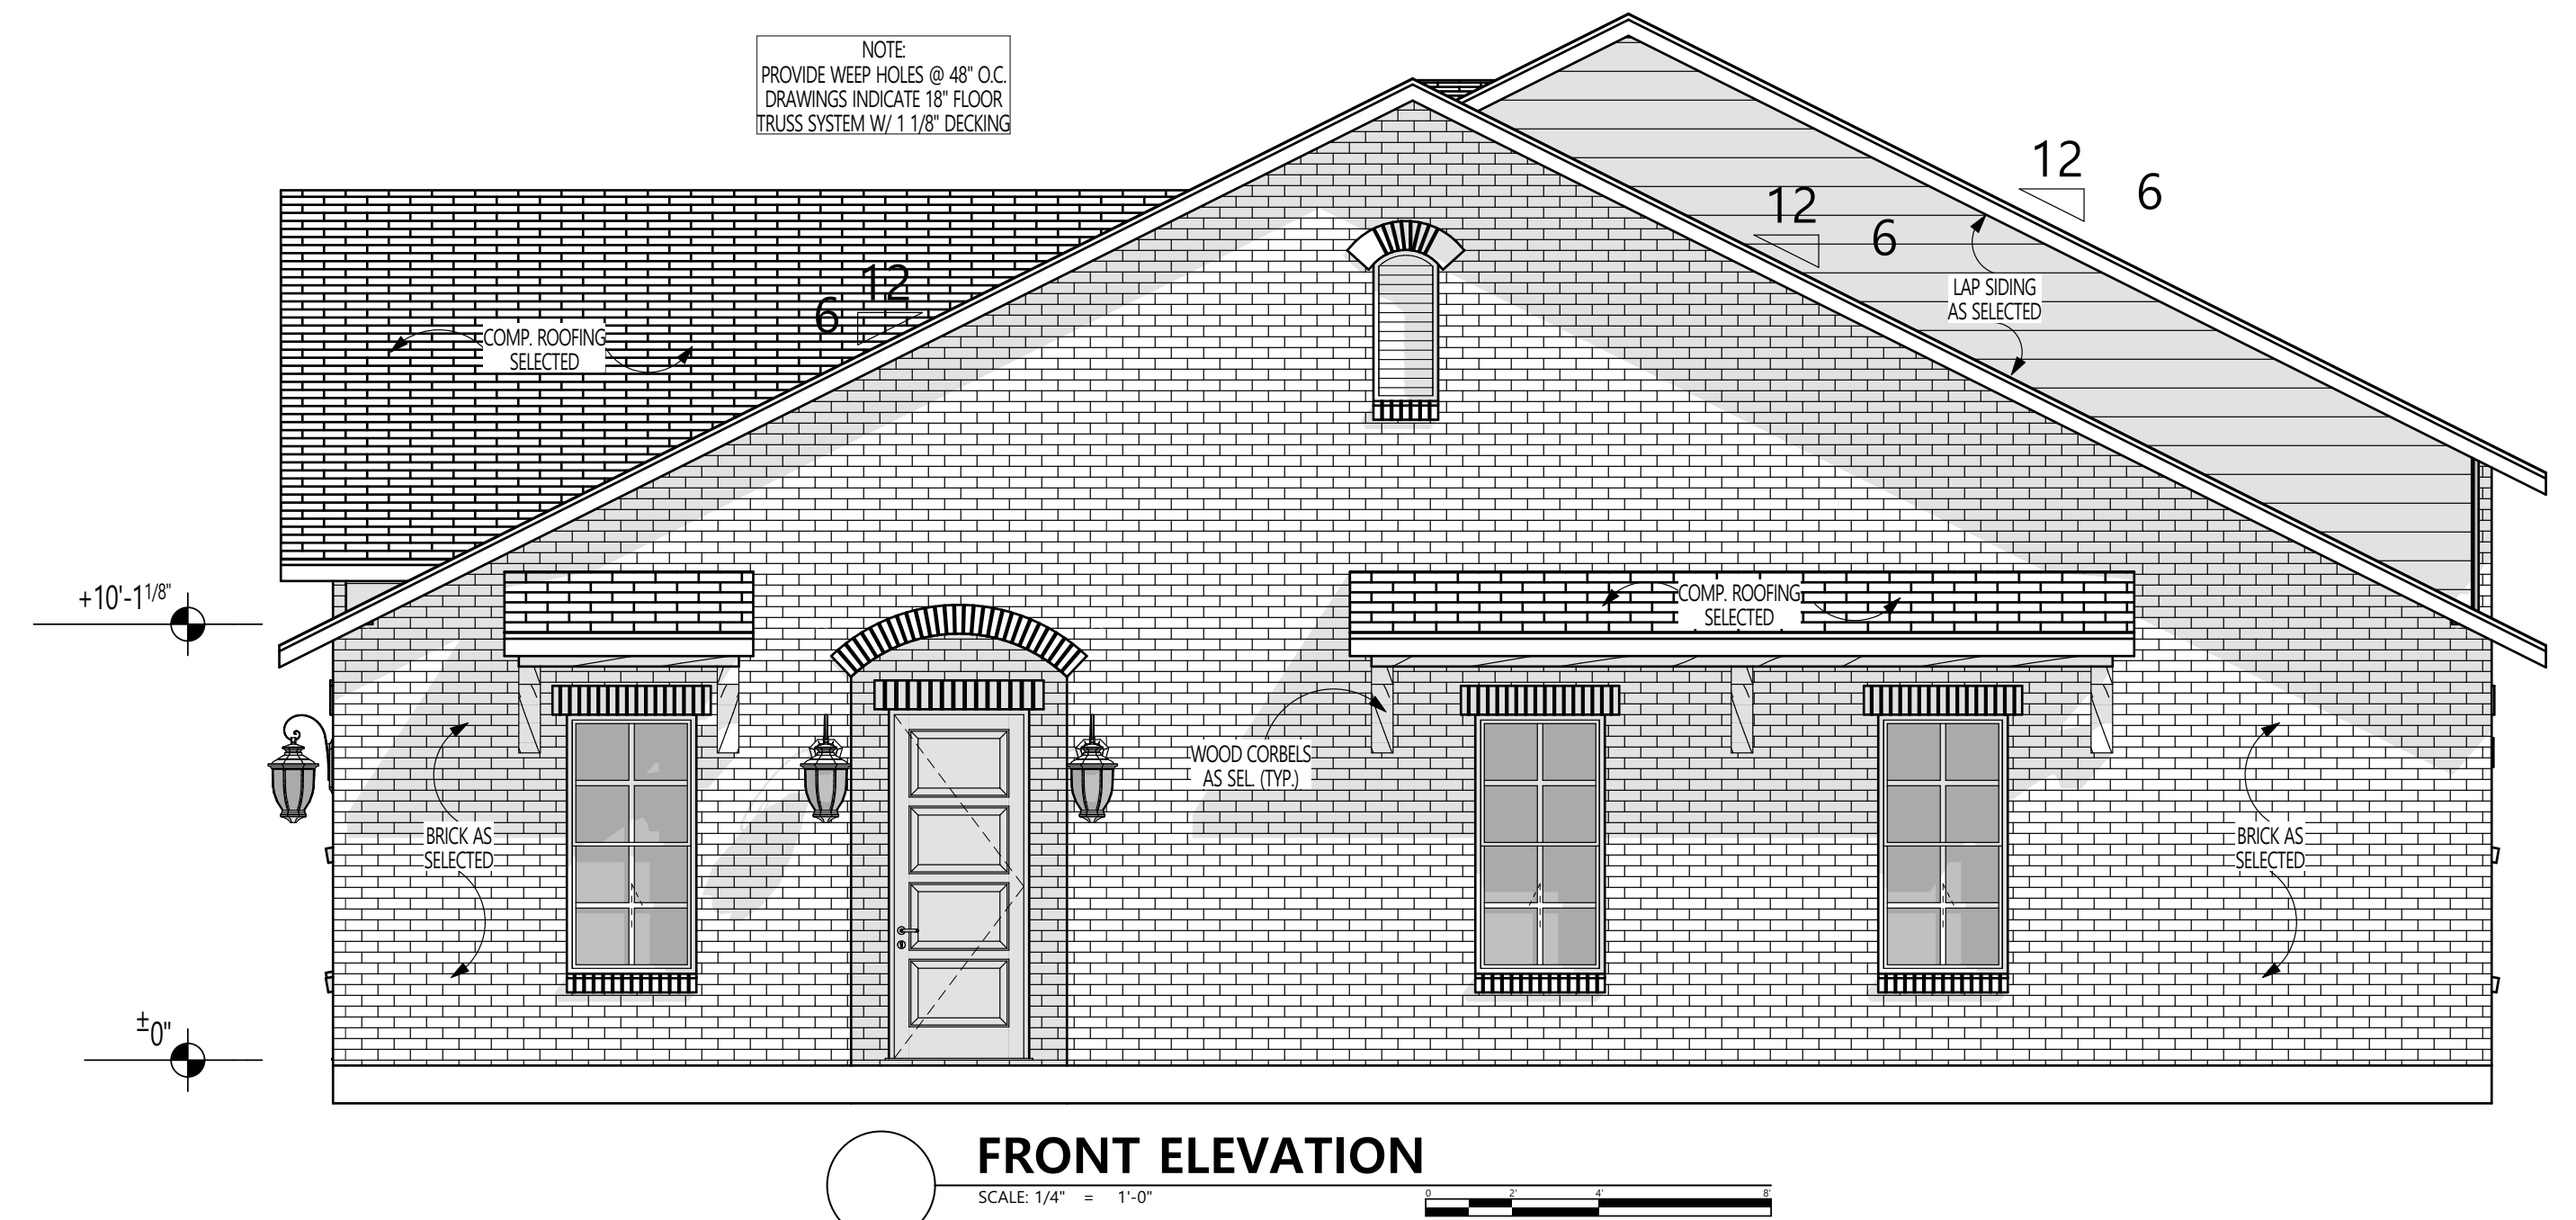 NOTE:
PROVIDE WEEP HOLES @ 48" O.C.
DRAWINGS INDICATE 18" FLOOR
TRUSS SYSTEM W/ 1 1/8" DECKING
12
6
12
6
LAP SIDING
AS SELECTED
12
6
COMP. ROOFING
SELECTED
+10'-1 1/8"
COMP. ROOFING
SELECTED
WOOD CORBELS
AS SEL. (TYP.)
BRICK AS
SELECTED
BRICK AS
SELECTED
±0"
FRONT ELEVATION
SCALE: 1/4" = 1'-0"
0 2' 4' 8'